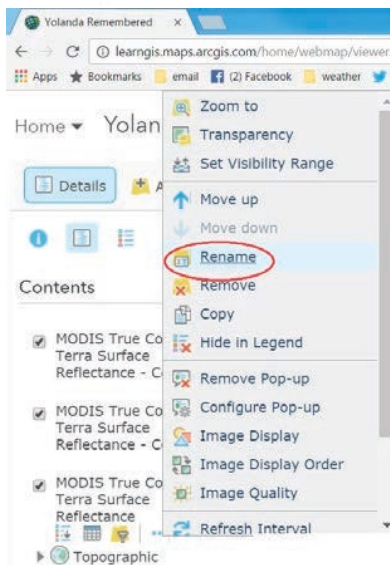 Yolanda Remembered
learngis.maps.arcgis.com/home/webmap/viewer
Apps Bookmarks email (2) Facebook weather
Home Yolan
Details A
Contents
MODIS True Co
Terra Surface
Reflectance - C
MODIS True Co
Terra Surface
Reflectance - C
MODIS True Co
Terra Surface
Reflectance
Topographic
Zoom to
Transparency
Set Visibility Range
Move up
Move down
Rename
Remove
Copy
Hide in Legend
Remove Pop-up
Configure Pop-up
Image Display
Image Display Order
Image Quality
Refresh Interval